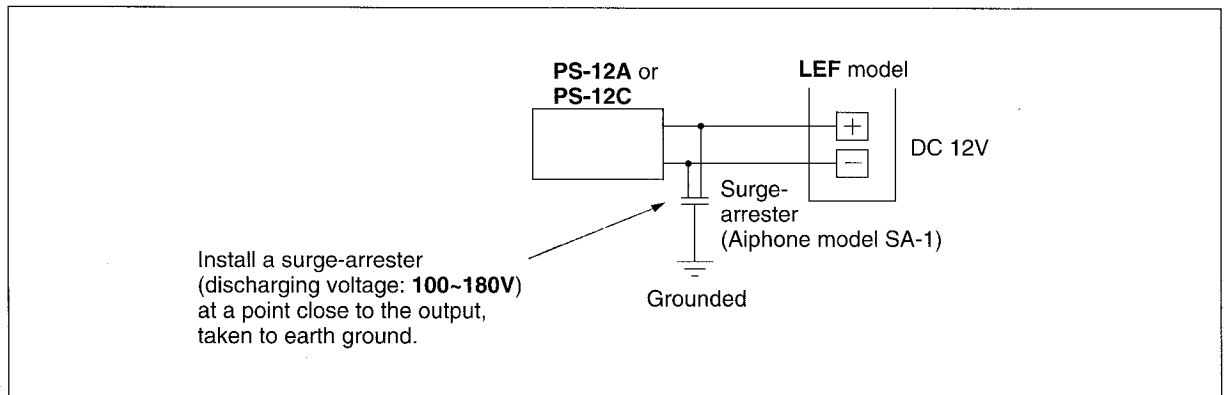 PS-12A or
PS-12C
LEF model
+
−
DC 12V
Surge-
arrester
(Aiphone model SA-1)
Grounded
Install a surge-arrester
(discharging voltage: 100~180V)
at a point close to the output,
taken to earth ground.